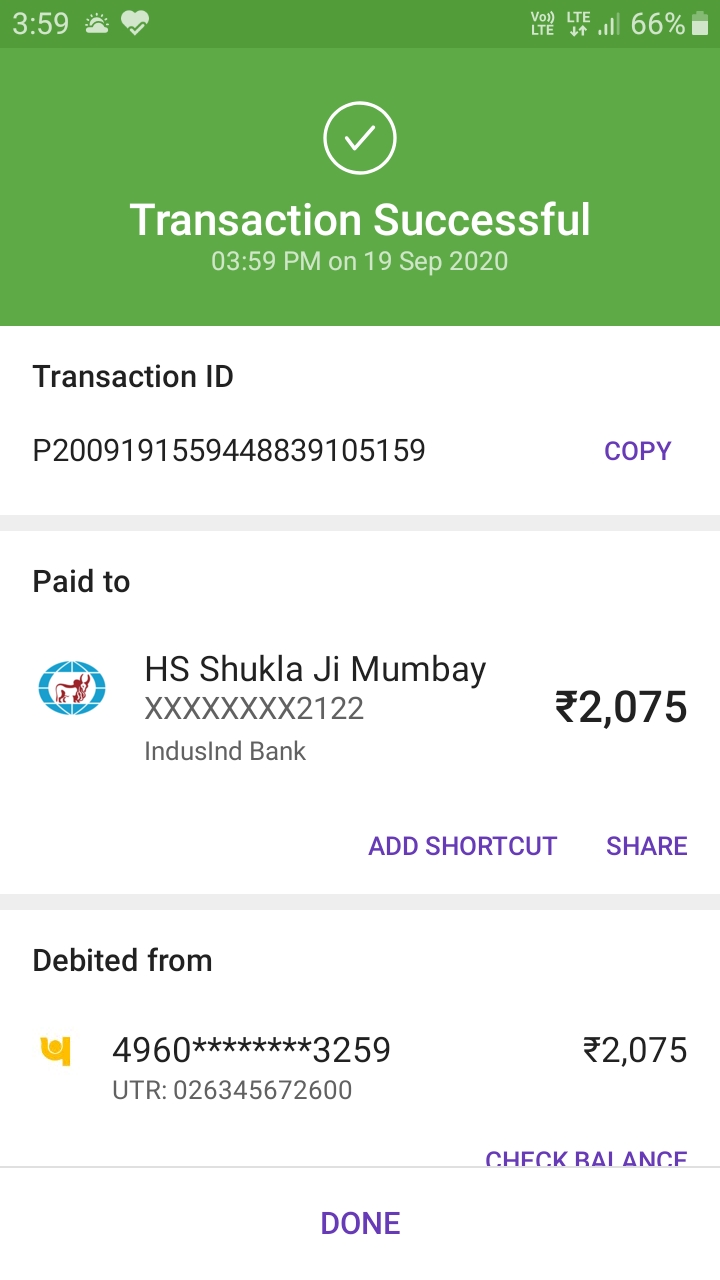 3:59 Vo)) LTE LTE 66%
Transaction Successful
03:59 PM on 19 Sep 2020
Transaction ID
P2009191559448839105159 COPY
Paid to
HS Shukla Ji Mumbay
XXXXXXXX2122 ₹2,075
IndusInd Bank
ADD SHORTCUT SHARE
Debited from
4960********3259 ₹2,075
UTR: 026345672600
CHECK BALANCE
DONE